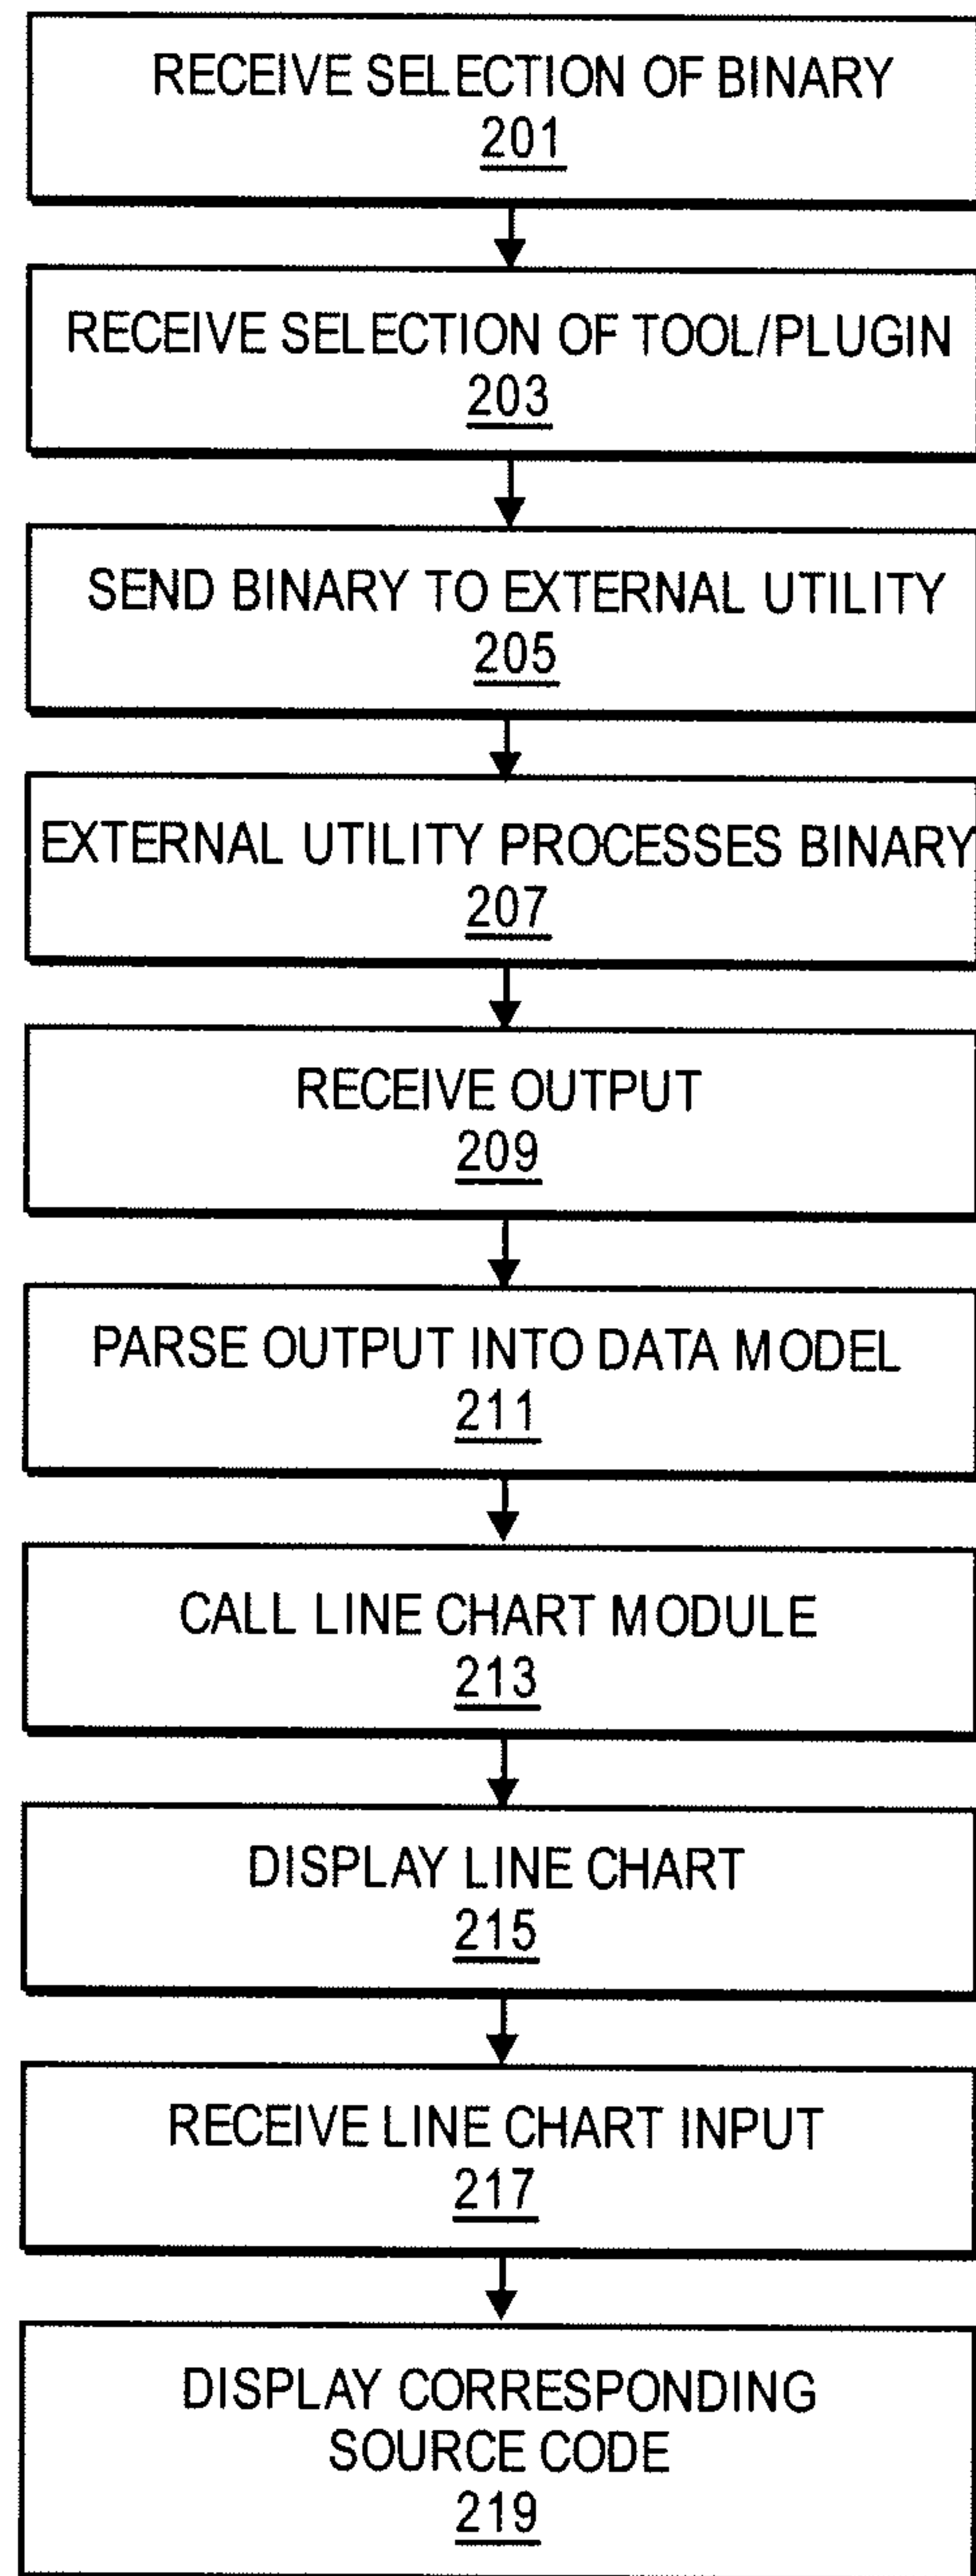 RECEIVE SELECTION OF BINARY
201
RECEIVE SELECTION OF TOOL/PLUGIN
203
SEND BINARY TO EXTERNAL UTILITY
205
EXTERNAL UTILITY PROCESSES BINARY
207
RECEIVE OUTPUT
209
PARSE OUTPUT INTO DATA MODEL
211
CALL LINE CHART MODULE
213
DISPLAY LINE CHART
215
RECEIVE LINE CHART INPUT
217
DISPLAY CORRESPONDING
SOURCE CODE
219